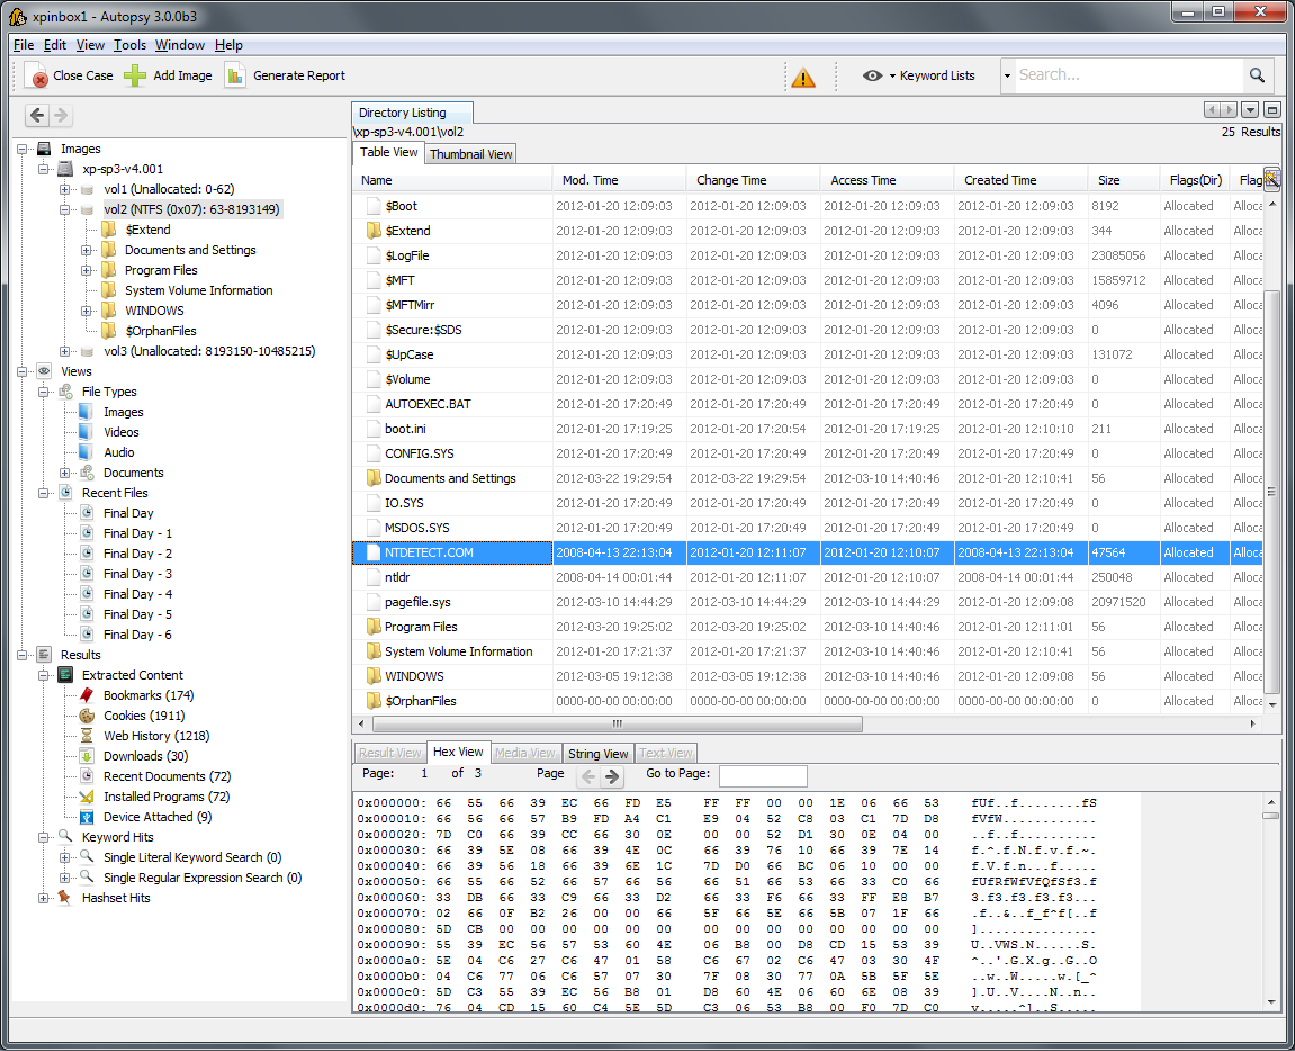 xpinbox1 - Autopsy 3.0.0b3
File Edit View Tools Window Help
Close Case Add Image Generate Report Keyword Lists Search...
Images
xp-sp3-v4.001
vol1 (Unallocated: 0-62)
vol2 (NTFS (0x07): 63-8193149)
$Extend
Documents and Settings
Program Files
System Volume Information
WINDOWS
$OrphanFiles
vol3 (Unallocated: 8193150-10485215)
Views
File Types
Images
Videos
Audio
Documents
Recent Files
Final Day
Final Day - 1
Final Day - 2
Final Day - 3
Final Day - 4
Final Day - 5
Final Day - 6
Results
Extracted Content
Bookmarks (174)
Cookies (1911)
Web History (1218)
Downloads (30)
Recent Documents (72)
Installed Programs (72)
Device Attached (9)
Keyword Hits
Single Literal Keyword Search (0)
Single Regular Expression Search (0)
Hashset Hits
Directory Listing
\xp-sp3-v4.001\vol2 25 Results
Table View Thumbnail View
Name Mod. Time Change Time Access Time Created Time Size Flags(Dir) Flag
$Boot 2012-01-20 12:09:03 2012-01-20 12:09:03 2012-01-20 12:09:03 2012-01-20 12:09:03 8192 Allocated Alloca
$Extend 2012-01-20 12:09:03 2012-01-20 12:09:03 2012-01-20 12:09:03 2012-01-20 12:09:03 344 Allocated Alloca
$LogFile 2012-01-20 12:09:03 2012-01-20 12:09:03 2012-01-20 12:09:03 2012-01-20 12:09:03 23085056 Allocated Alloca
$MFT 2012-01-20 12:09:03 2012-01-20 12:09:03 2012-01-20 12:09:03 2012-01-20 12:09:03 15859712 Allocated Alloca
$MFTMirr 2012-01-20 12:09:03 2012-01-20 12:09:03 2012-01-20 12:09:03 2012-01-20 12:09:03 4096 Allocated Alloca
$Secure:$SDS 2012-01-20 12:09:03 2012-01-20 12:09:03 2012-01-20 12:09:03 2012-01-20 12:09:03 0 Allocated Alloca
$UpCase 2012-01-20 12:09:03 2012-01-20 12:09:03 2012-01-20 12:09:03 2012-01-20 12:09:03 131072 Allocated Alloca
$Volume 2012-01-20 12:09:03 2012-01-20 12:09:03 2012-01-20 12:09:03 2012-01-20 12:09:03 0 Allocated Alloca
AUTOEXEC.BAT 2012-01-20 17:20:49 2012-01-20 17:20:49 2012-01-20 17:20:49 2012-01-20 17:20:49 0 Allocated Alloca
boot.ini 2012-01-20 17:19:25 2012-01-20 17:20:54 2012-01-20 17:19:25 2012-01-20 12:10:10 211 Allocated Alloca
CONFIG.SYS 2012-01-20 17:20:49 2012-01-20 17:20:49 2012-01-20 17:20:49 2012-01-20 17:20:49 0 Allocated Alloca
Documents and Settings 2012-03-22 19:29:54 2012-03-22 19:29:54 2012-03-10 14:40:46 2012-01-20 12:10:41 56 Allocated Alloca
IO.SYS 2012-01-20 17:20:49 2012-01-20 17:20:49 2012-01-20 17:20:49 2012-01-20 17:20:49 0 Allocated Alloca
MSDOS.SYS 2012-01-20 17:20:49 2012-01-20 17:20:49 2012-01-20 17:20:49 2012-01-20 17:20:49 0 Allocated Alloca
NTDETECT.COM 2008-04-13 22:13:04 2012-01-20 12:11:07 2012-01-20 12:10:07 2008-04-13 22:13:04 47564 Allocated Alloca
ntldr 2008-04-14 00:01:44 2012-01-20 12:11:07 2012-01-20 12:10:07 2008-04-14 00:01:44 250048 Allocated Alloca
pagefile.sys 2012-03-10 14:44:29 2012-03-10 14:44:29 2012-03-10 14:44:29 2012-01-20 12:09:08 20971520 Allocated Alloca
Program Files 2012-03-20 19:25:02 2012-03-20 19:25:02 2012-03-10 14:40:46 2012-01-20 12:11:01 56 Allocated Alloca
System Volume Information 2012-01-20 17:21:37 2012-01-20 17:21:37 2012-03-10 14:40:46 2012-01-20 12:10:41 56 Allocated Alloca
WINDOWS 2012-03-05 19:12:38 2012-03-05 19:12:38 2012-03-10 14:40:46 2012-01-20 12:09:08 56 Allocated Alloca
$OrphanFiles 0000-00-00 00:00:00 0000-00-00 00:00:00 0000-00-00 00:00:00 0000-00-00 00:00:00 0 Allocated Alloca
Result View Hex View Media View String View Text View
Page: 1 of 3 Page Go to Page:
0x000000: 66 55 66 39 EC 66 FD E5 FF FF 00 00 1E 06 66 53 fUf..f........fS
0x000010: 66 56 66 57 B9 FD A4 C1 E9 04 52 C8 03 C1 7D D8 fVfW............
0x000020: 7D C0 66 39 CC 66 30 0E 00 00 52 D1 30 0E 04 00 ..f..f..........
0x000030: 66 39 5E 08 66 39 4E 0C 66 39 76 10 66 39 7E 14 f.^.f.N.f.v.f.~.
0x000040: 66 39 56 18 66 39 6E 1C 7D D0 66 BC 06 10 00 00 f.V.f.n...f.....
0x000050: 66 55 66 52 66 57 66 56 66 51 66 53 66 33 C0 66 fUfRfWfVfQfSf3.f
0x000060: 33 DB 66 33 C9 66 33 D2 66 33 F6 66 33 FF E8 B7 3.f3.f3.f3.f3...
0x000070: 02 66 0F B2 26 00 00 66 5F 66 5E 66 5B 07 1F 66 .f..&..f_f^f[..f
0x000080: 5D CB 00 00 00 00 00 00 00 00 00 00 00 00 00 00 ]...............
0x000090: 55 39 EC 56 57 53 60 4E 06 B8 00 D8 CD 15 53 39 U..VWS.N......S.
0x0000a0: 5E 04 C6 27 C6 47 01 58 C6 67 02 C6 47 03 30 4F ^..'.G.X.g..G..O
0x0000b0: 04 C6 77 06 C6 57 07 30 7F 08 30 77 0A 5B 5F 5E ..w..W.....w.[_^
0x0000c0: 5D C3 55 39 EC 56 B8 01 D8 60 4E 06 60 6E 08 39 ].U..V....N..n..
0x0000d0: 76 04 CD 15 60 C4 5E 5D C3 06 53 B8 00 F0 7D C0 v.....^]..S.....